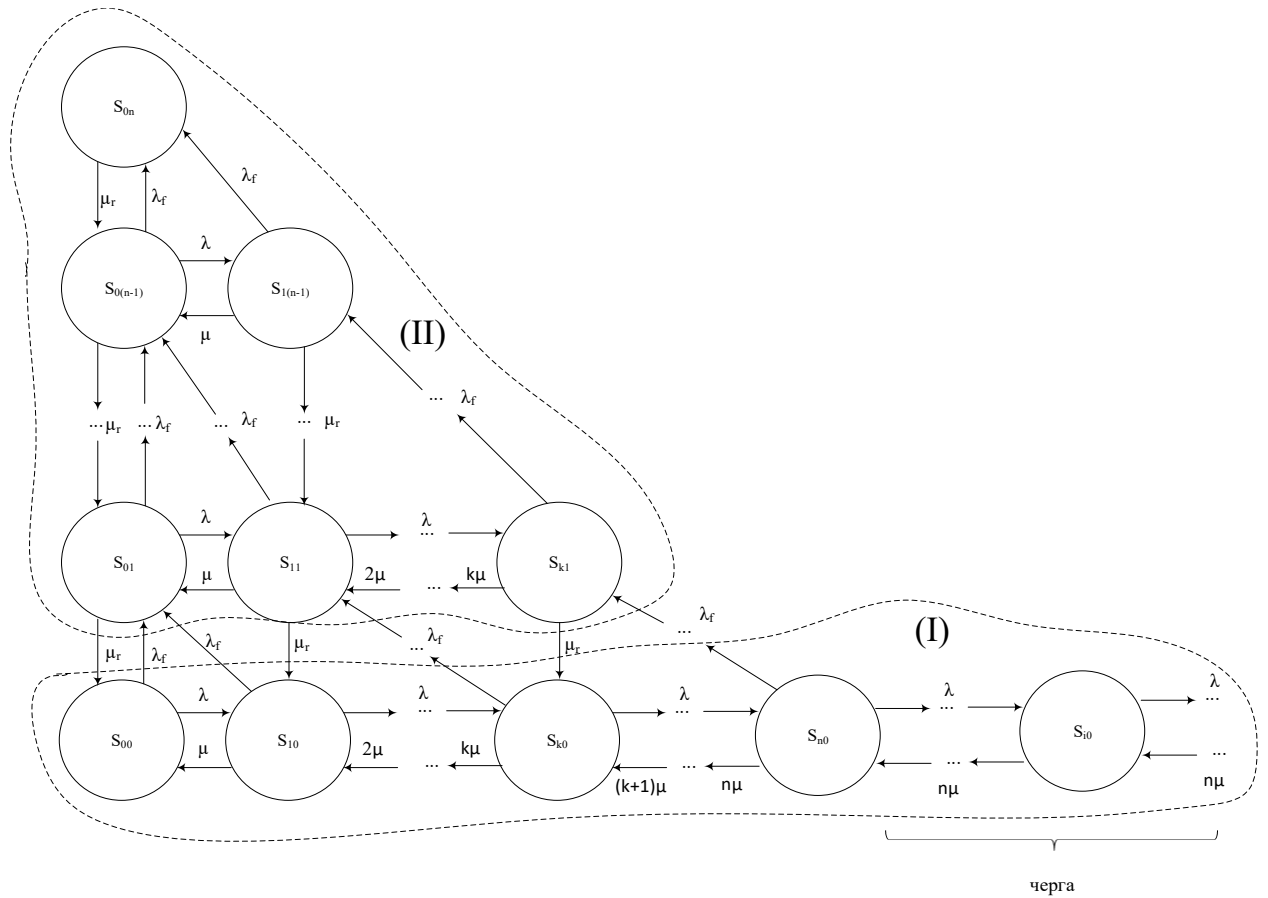 S₀ₙ
λf
μr λf
λ
S₀₍ₙ₋₁₎ S₁₍ₙ₋₁₎
(II)
μ
... λf
... μr ... λf ... λf ... μr
λ λ
...
S₀₁ S₁₁ Sₖ₁
μ 2μ ... kμ
λf
...
(I)
μr λf λf μr ... λf μr
λ λ ... λ ... λ ... λ ...
S₀₀ S₁₀ Sₖ₀ Sₙ₀ Sᵢ₀
μ 2μ ... kμ ... ... ...
(k+1)μ nμ nμ nμ
черга